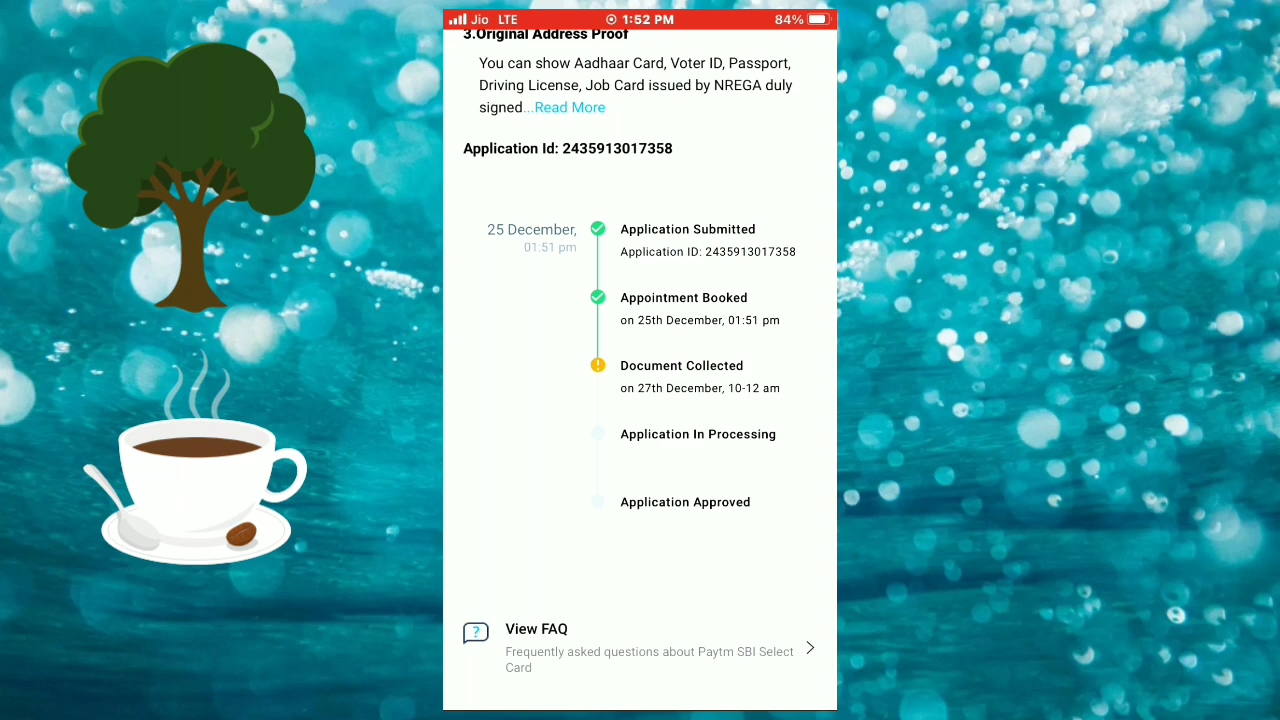 Jio LTE 1:52 PM 84%
3.Original Address Proof
You can show Aadhaar Card, Voter ID, Passport,
Driving License, Job Card issued by NREGA duly
signed...Read More
Application Id: 2435913017358
25 December,
01:51 pm
Application Submitted
Application ID: 2435913017358
Appointment Booked
on 25th December, 01:51 pm
Document Collected
on 27th December, 10-12 am
Application In Processing
Application Approved
View FAQ
Frequently asked questions about Paytm SBI Select
Card